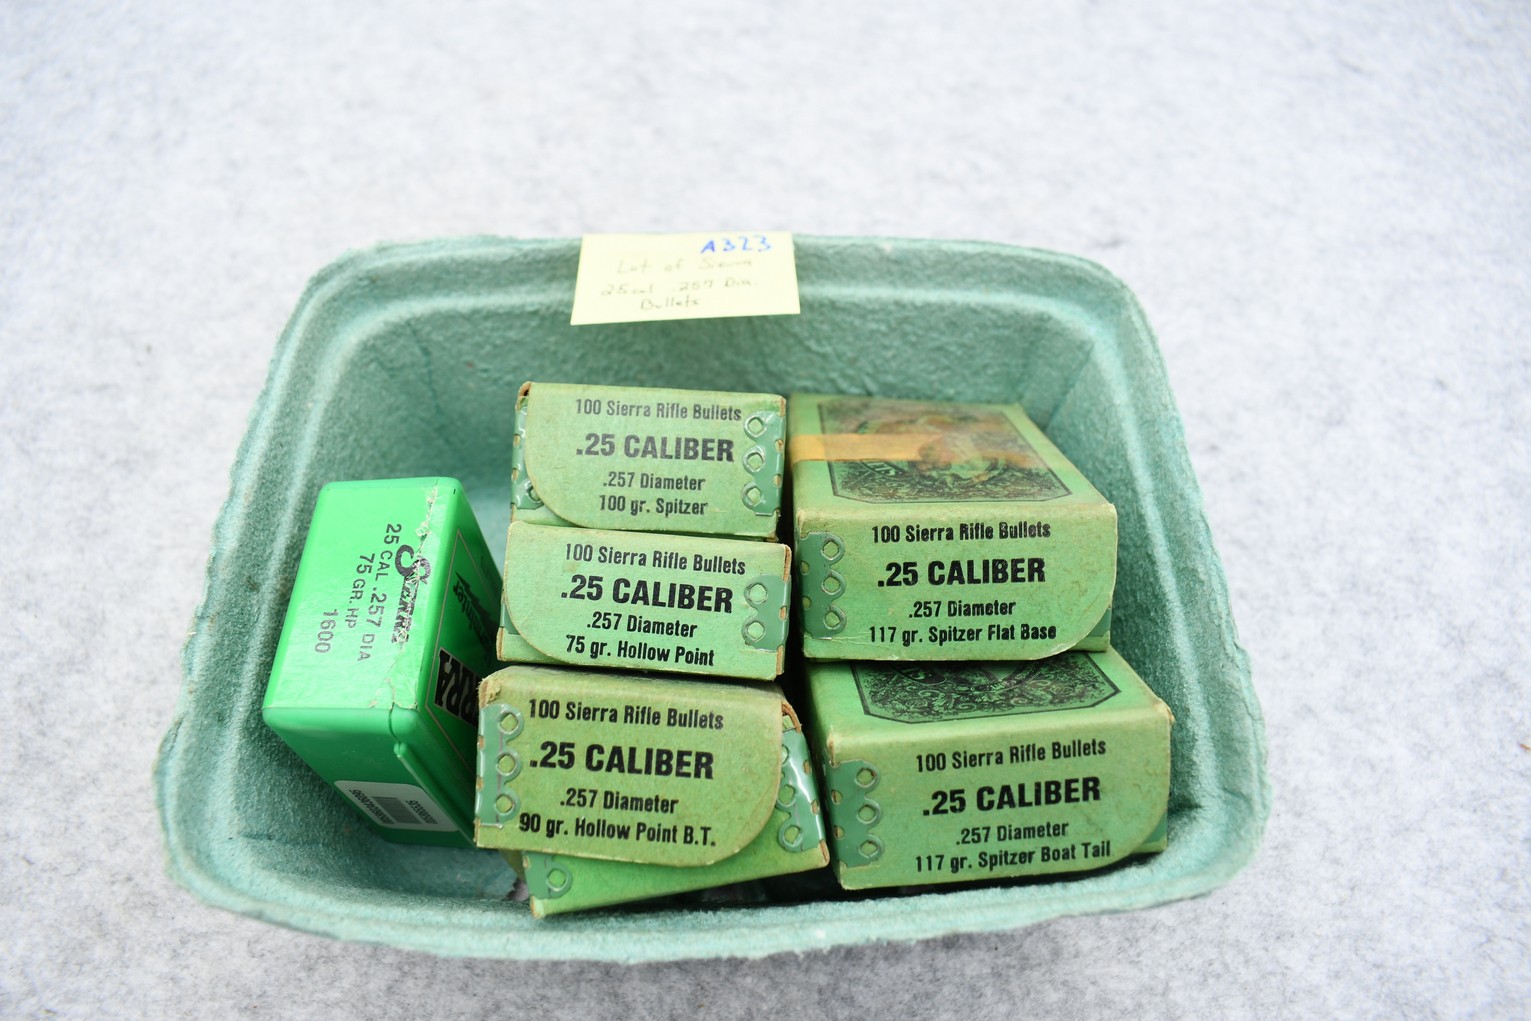 A323
Lot of Sierra
25cal .257 Dia.
Bullets
100 Sierra Rifle Bullets
.25 CALIBER
.257 Diameter
100 gr. Spitzer
100 Sierra Rifle Bullets
.25 CALIBER
.257 Diameter
75 gr. Hollow Point
100 Sierra Rifle Bullets
.25 CALIBER
.257 Diameter
90 gr. Hollow Point B.T.
100 Sierra Rifle Bullets
.25 CALIBER
.257 Diameter
117 gr. Spitzer Flat Base
100 Sierra Rifle Bullets
.25 CALIBER
.257 Diameter
117 gr. Spitzer Boat Tail
SIERRA
25 CAL .257 DIA
75 GR. HP
1600